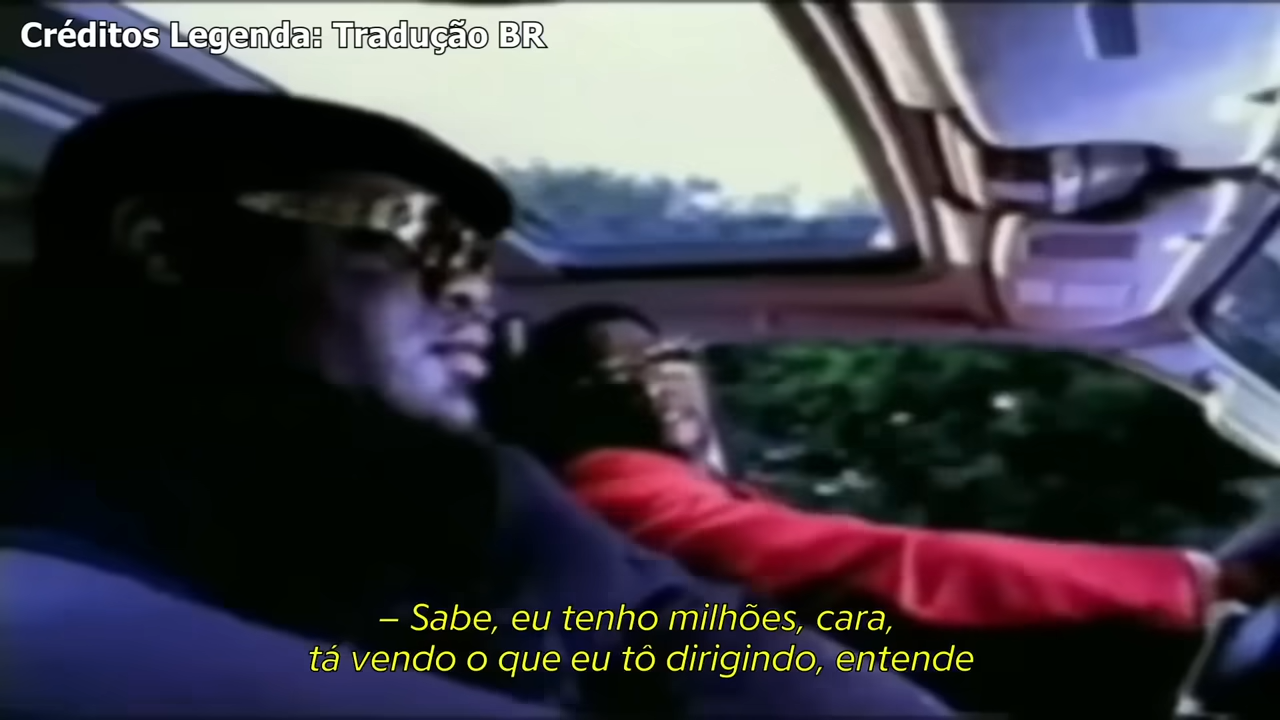 Créditos Legenda: Tradução BR
– Sabe, eu tenho milhões, cara,
tá vendo o que eu tô dirigindo, entende